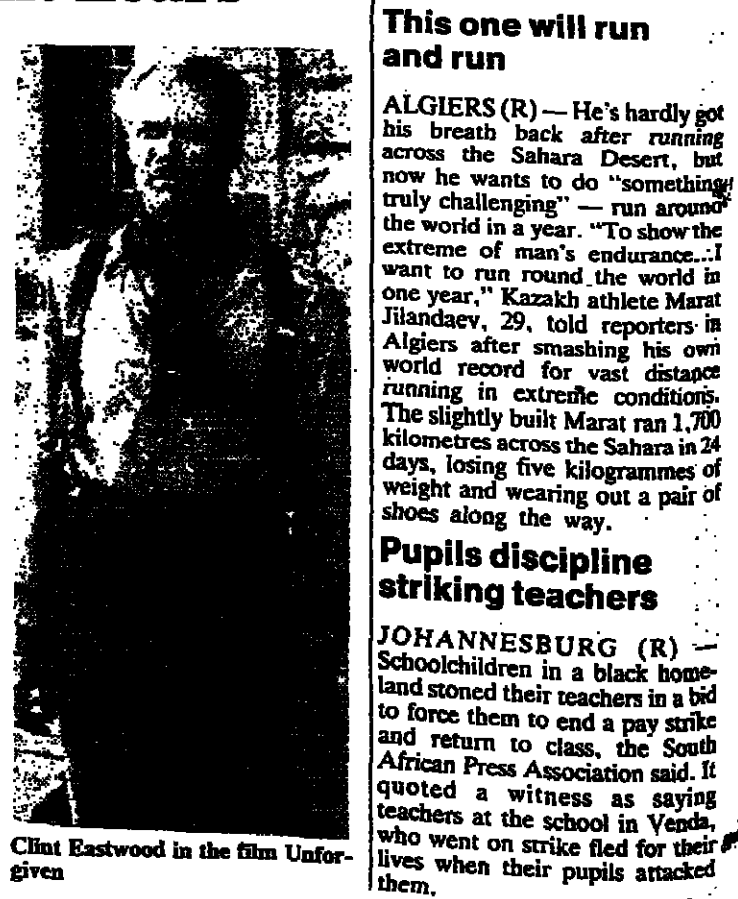 Clint Eastwood in the film Unfor-
given
This one will run
and run
ALGIERS (R) — He's hardly got
his breath back after running
across the Sahara Desert, but
now he wants to do "something
truly challenging" — run around
the world in a year. "To show the
extreme of man's endurance...I
want to run round the world in
one year," Kazakh athlete Marat
Jilandaev, 29, told reporters in
Algiers after smashing his own
world record for vast distance
running in extreme conditions.
The slightly built Marat ran 1,700
kilometres across the Sahara in 24
days, losing five kilogrammes of
weight and wearing out a pair of
shoes along the way.
Pupils discipline
striking teachers
JOHANNESBURG (R) —
Schoolchildren in a black home-
land stoned their teachers in a bid
to force them to end a pay strike
and return to class, the South
African Press Association said. It
quoted a witness as saying
teachers at the school in Venda,
who went on strike fled for their
lives when their pupils attacked
them.